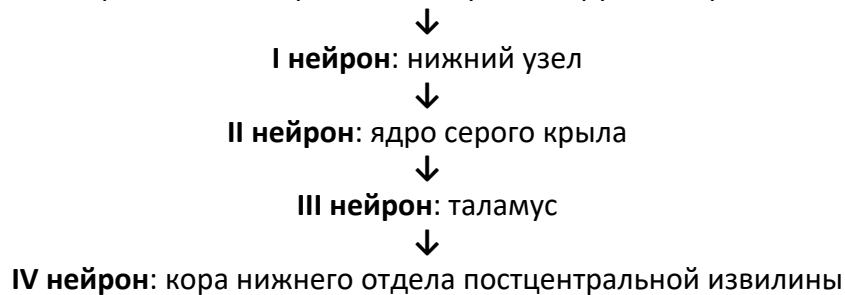 ↓
I нейрон: нижний узел
↓
II нейрон: ядро серого крыла
↓
III нейрон: таламус
↓
IV нейрон: кора нижнего отдела постцентральной извилины